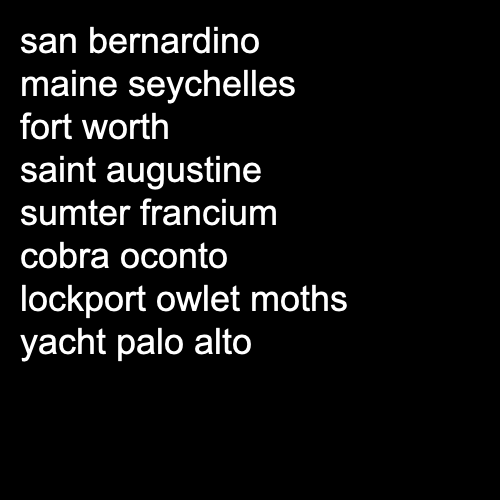 san bernardino
maine seychelles
fort worth
saint augustine
sumter francium
cobra oconto
lockport owlet moths
yacht palo alto